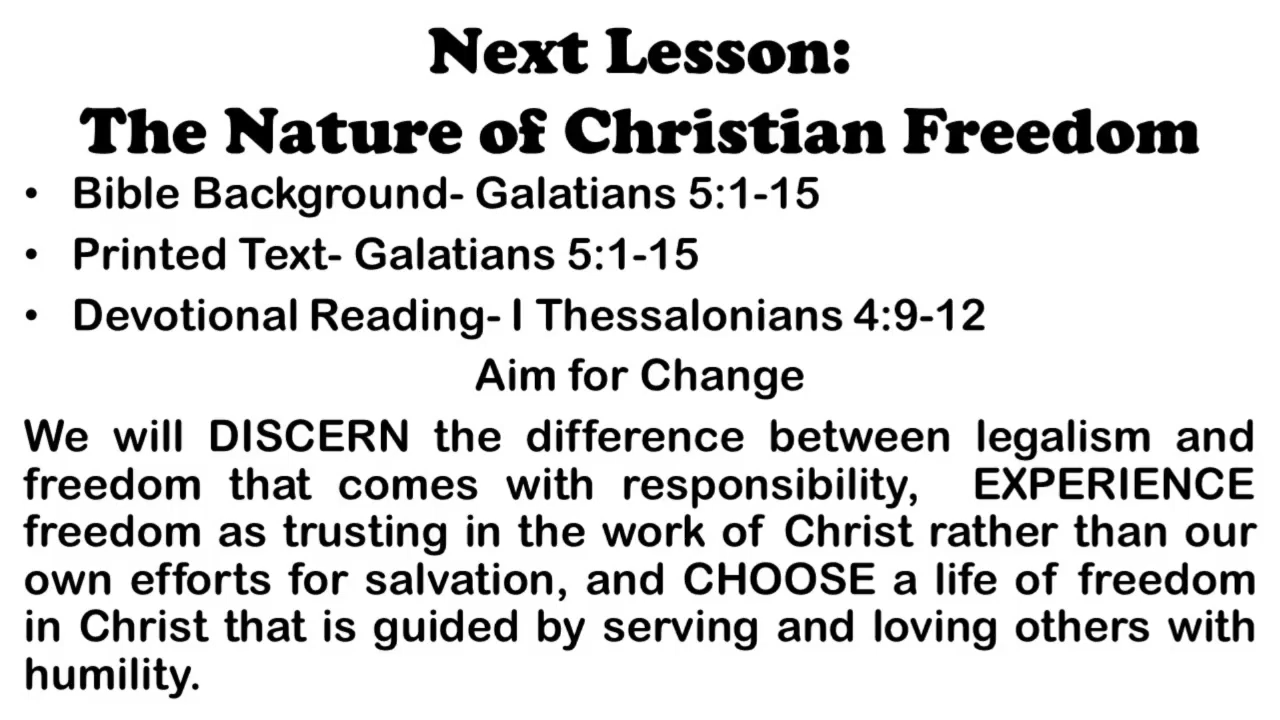 Next Lesson:
The Nature of Christian Freedom
• Bible Background- Galatians 5:1-15
• Printed Text- Galatians 5:1-15
• Devotional Reading- I Thessalonians 4:9-12
Aim for Change
We will DISCERN the difference between legalism and
freedom that comes with responsibility, EXPERIENCE
freedom as trusting in the work of Christ rather than our
own efforts for salvation, and CHOOSE a life of freedom
in Christ that is guided by serving and loving others with
humility.